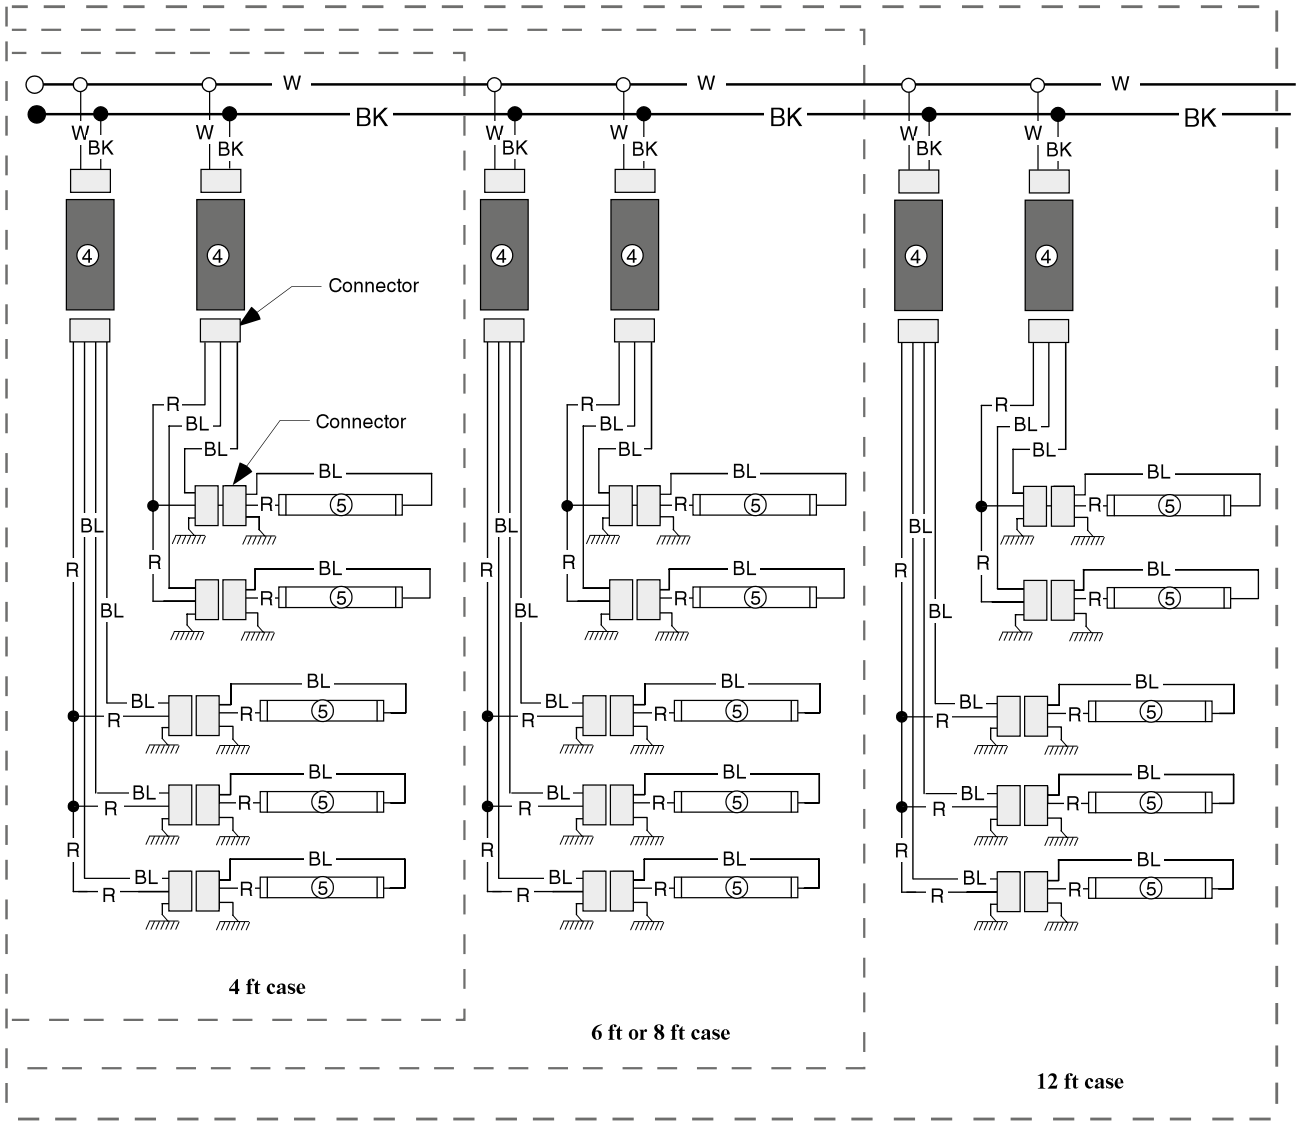 W W W
BK BK BK
W BK W BK W BK W BK W BK W BK
4 4 4 4 4 4
Connector
R R R
Connector
BL BL BL
BL BL BL
BL BL BL
R 5 R 5 R 5
BL BL BL
R R R R R R
BL BL BL
R 5 R 5 R 5
BL BL BL
BL BL BL
BL BL BL
R R 5 R R 5 R R 5
BL BL BL
BL BL BL
R R 5 R R 5 R R 5
R R R
BL BL BL
BL BL BL
R R 5 R R 5 R R 5
4 ft case
6 ft or 8 ft case
12 ft case